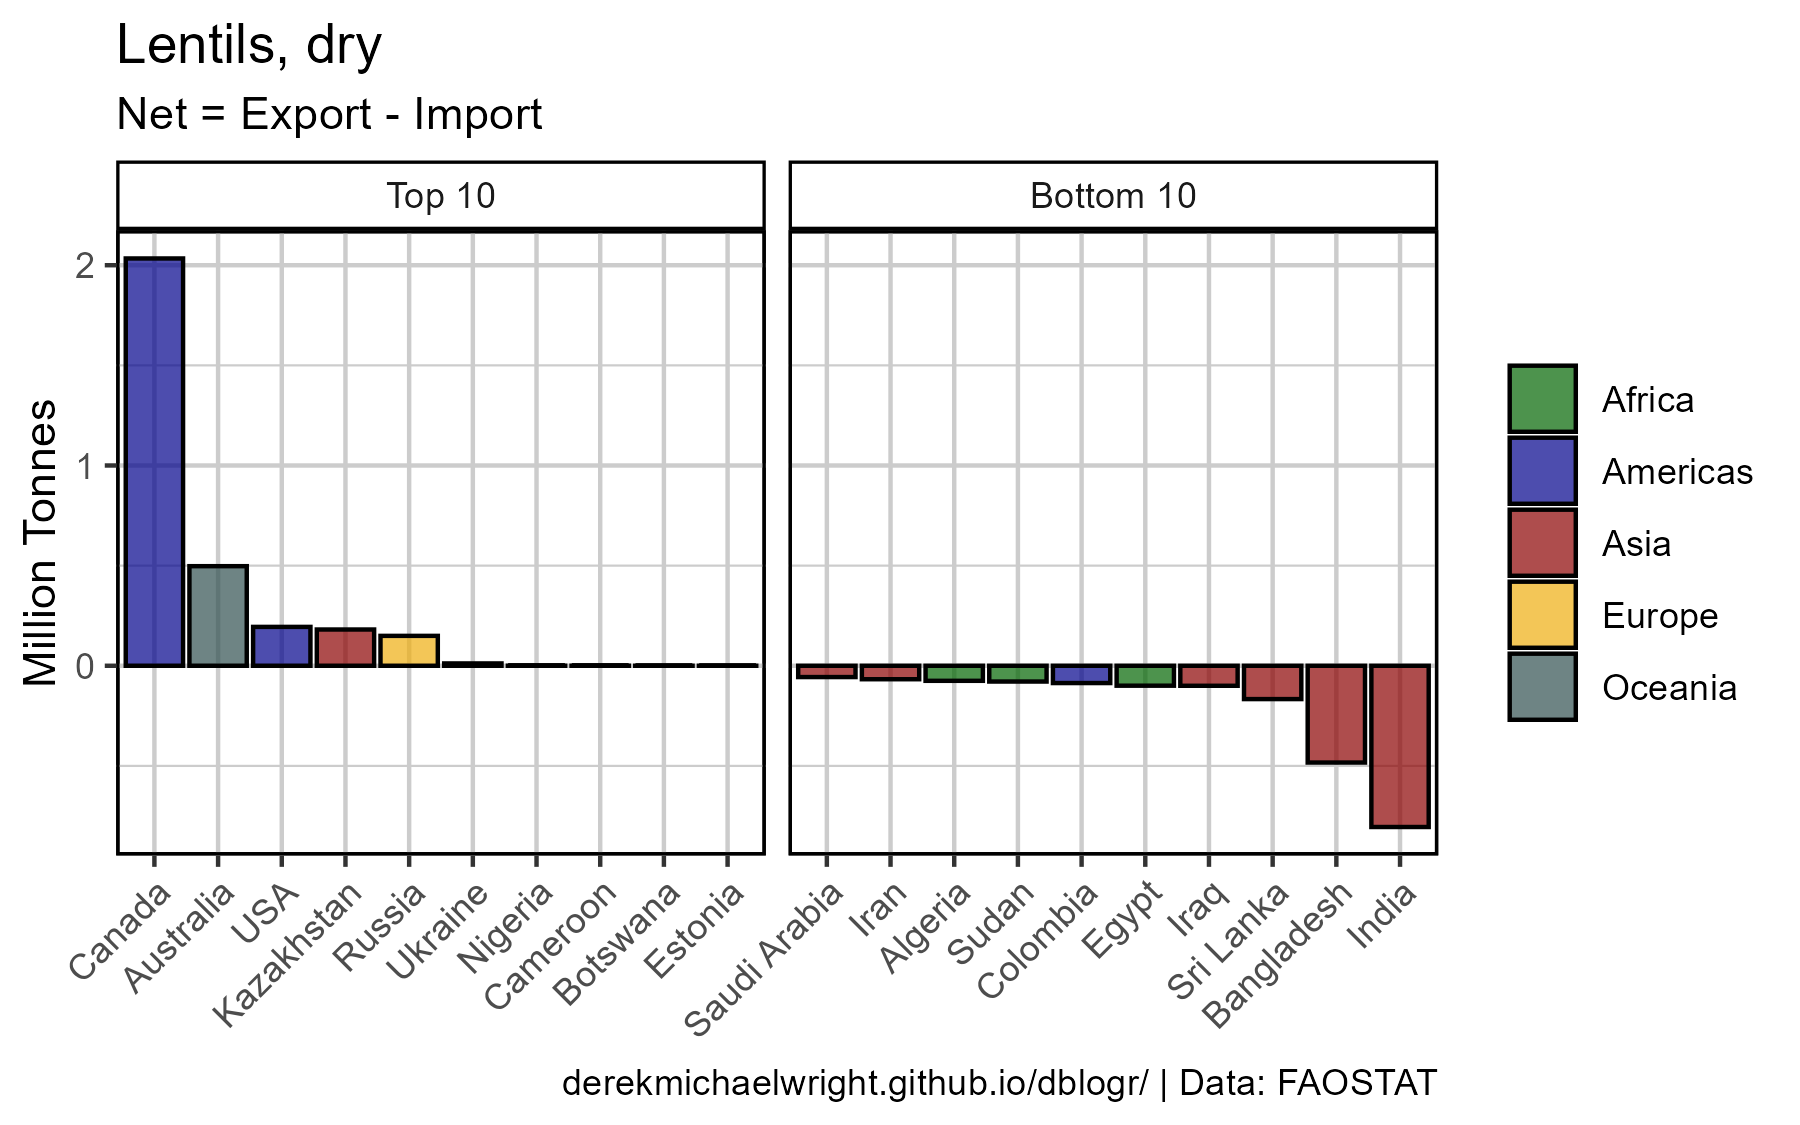 Lentils, dry
Net = Export - Import
Top 10
Bottom 10
Million Tonnes
2
1
0
Canada
Australia
USA
Kazakhstan
Russia
Ukraine
Nigeria
Cameroon
Botswana
Estonia
Saudi Arabia
Iran
Algeria
Sudan
Colombia
Egypt
Iraq
Sri Lanka
Bangladesh
India
Africa
Americas
Asia
Europe
Oceania
derekmichaelwright.github.io/dblogr/ | Data: FAOSTAT